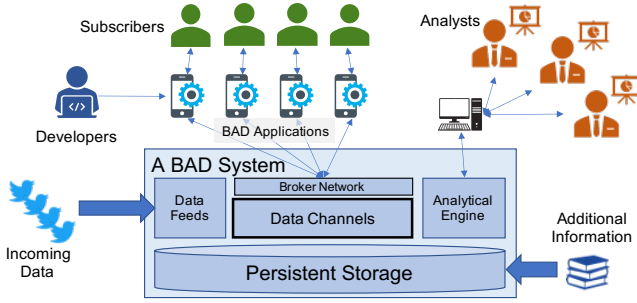 Subscribers
Analysts
Developers
BAD Applications
A BAD System
Data
Feeds
Broker Network
Data Channels
Analytical
Engine
Incoming
Data
Additional
Information
Persistent Storage